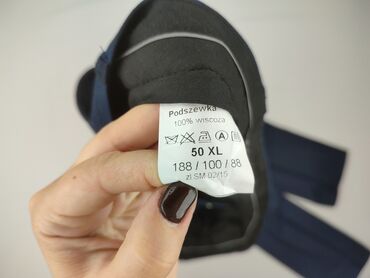 Podszewka
100% wiscoza
A
50 XL
188 / 100 / 88
zl SM 02/15